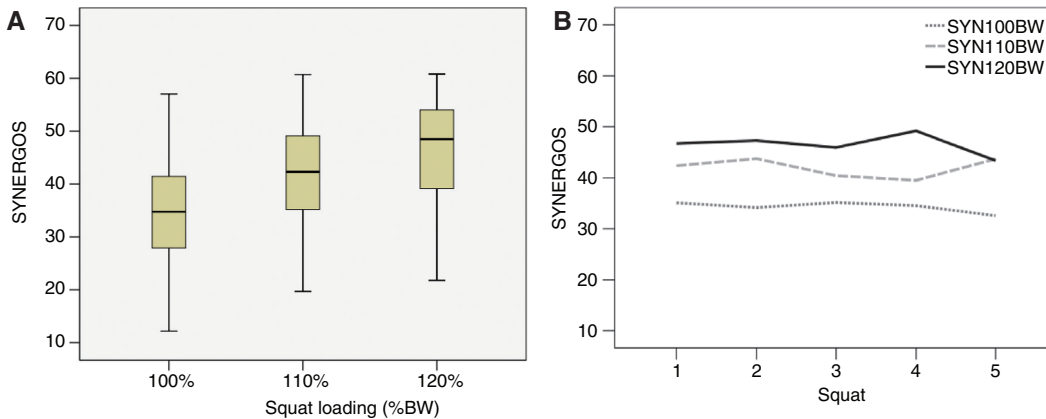 A
SYNERGOS
70
60
50
40
30
20
10
100%
110%
120%
Squat loading (%BW)
B
SYN100BW
SYN110BW
SYN120BW
SYNERGOS
70
60
50
40
30
20
10
1
2
3
4
5
Squat